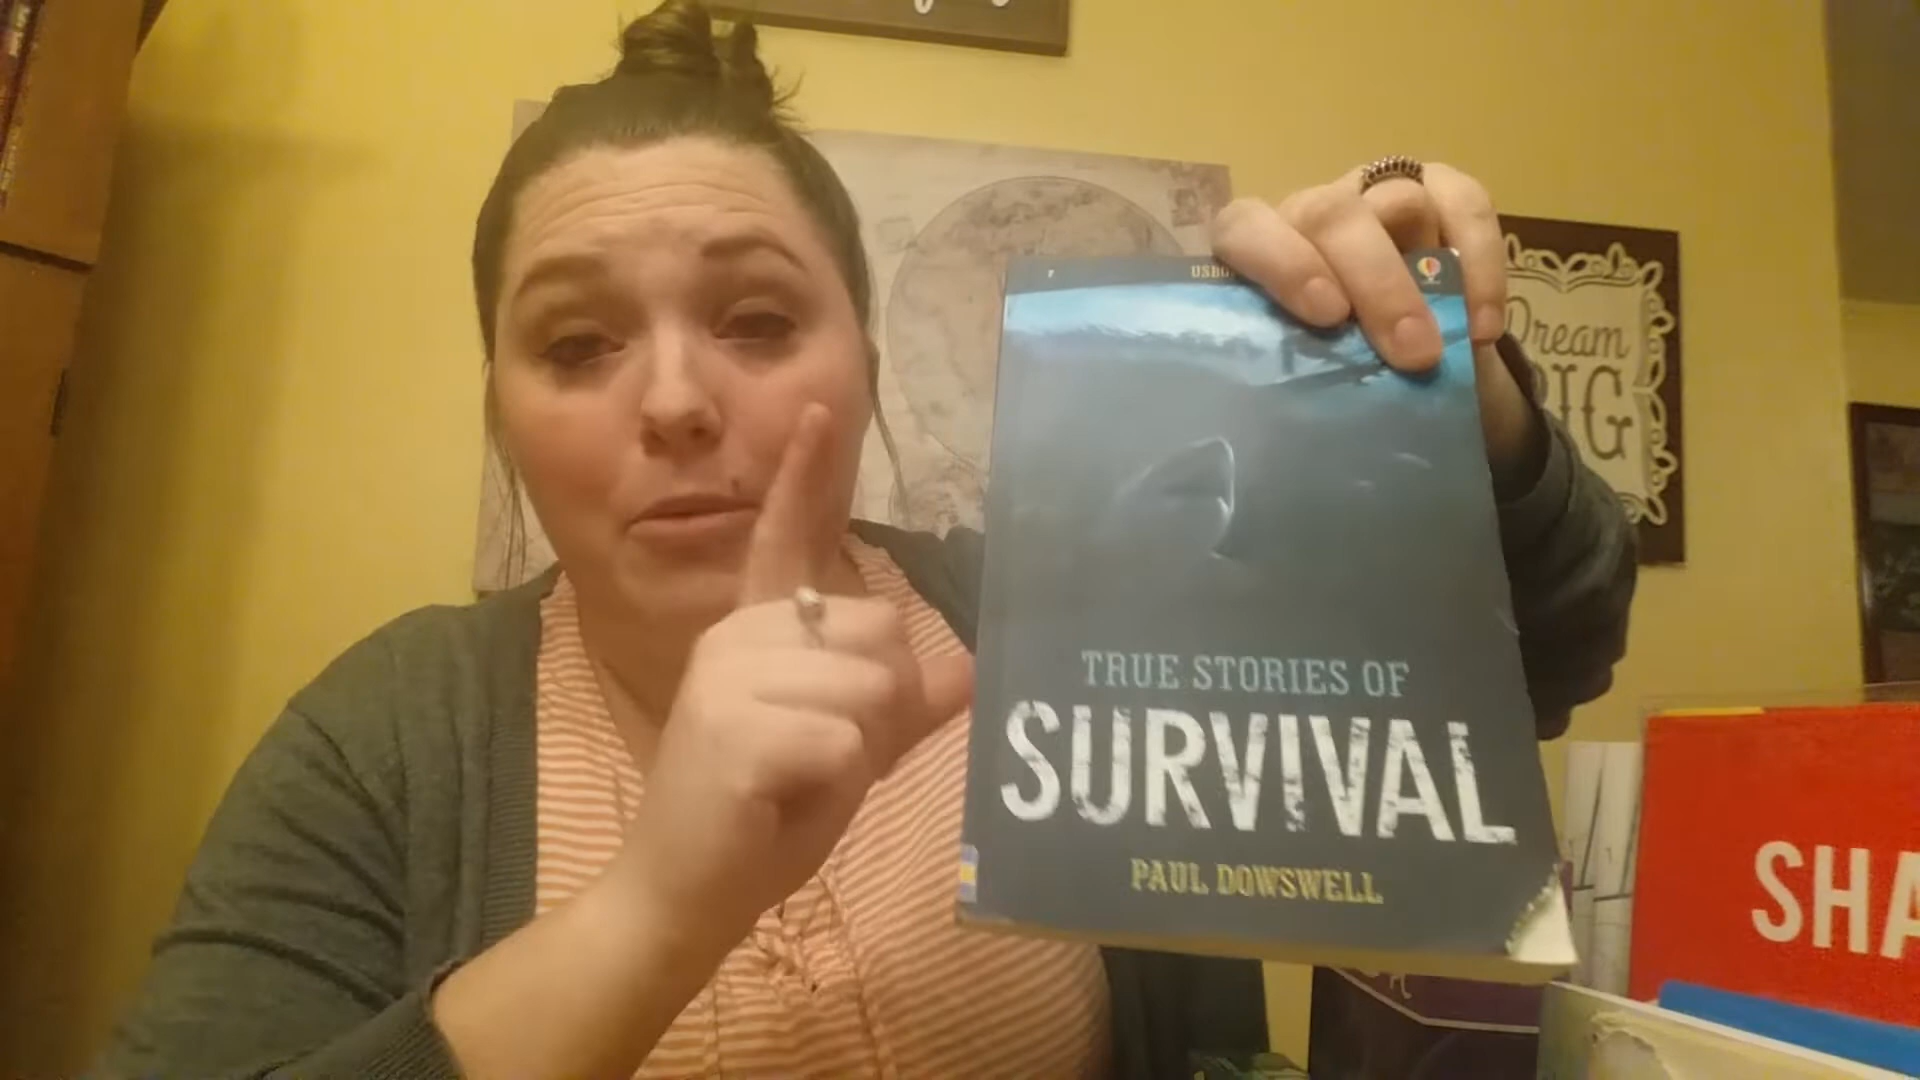 Dream
BIG
TRUE STORIES OF
SURVIVAL
PAUL DOWSWELL
SHA